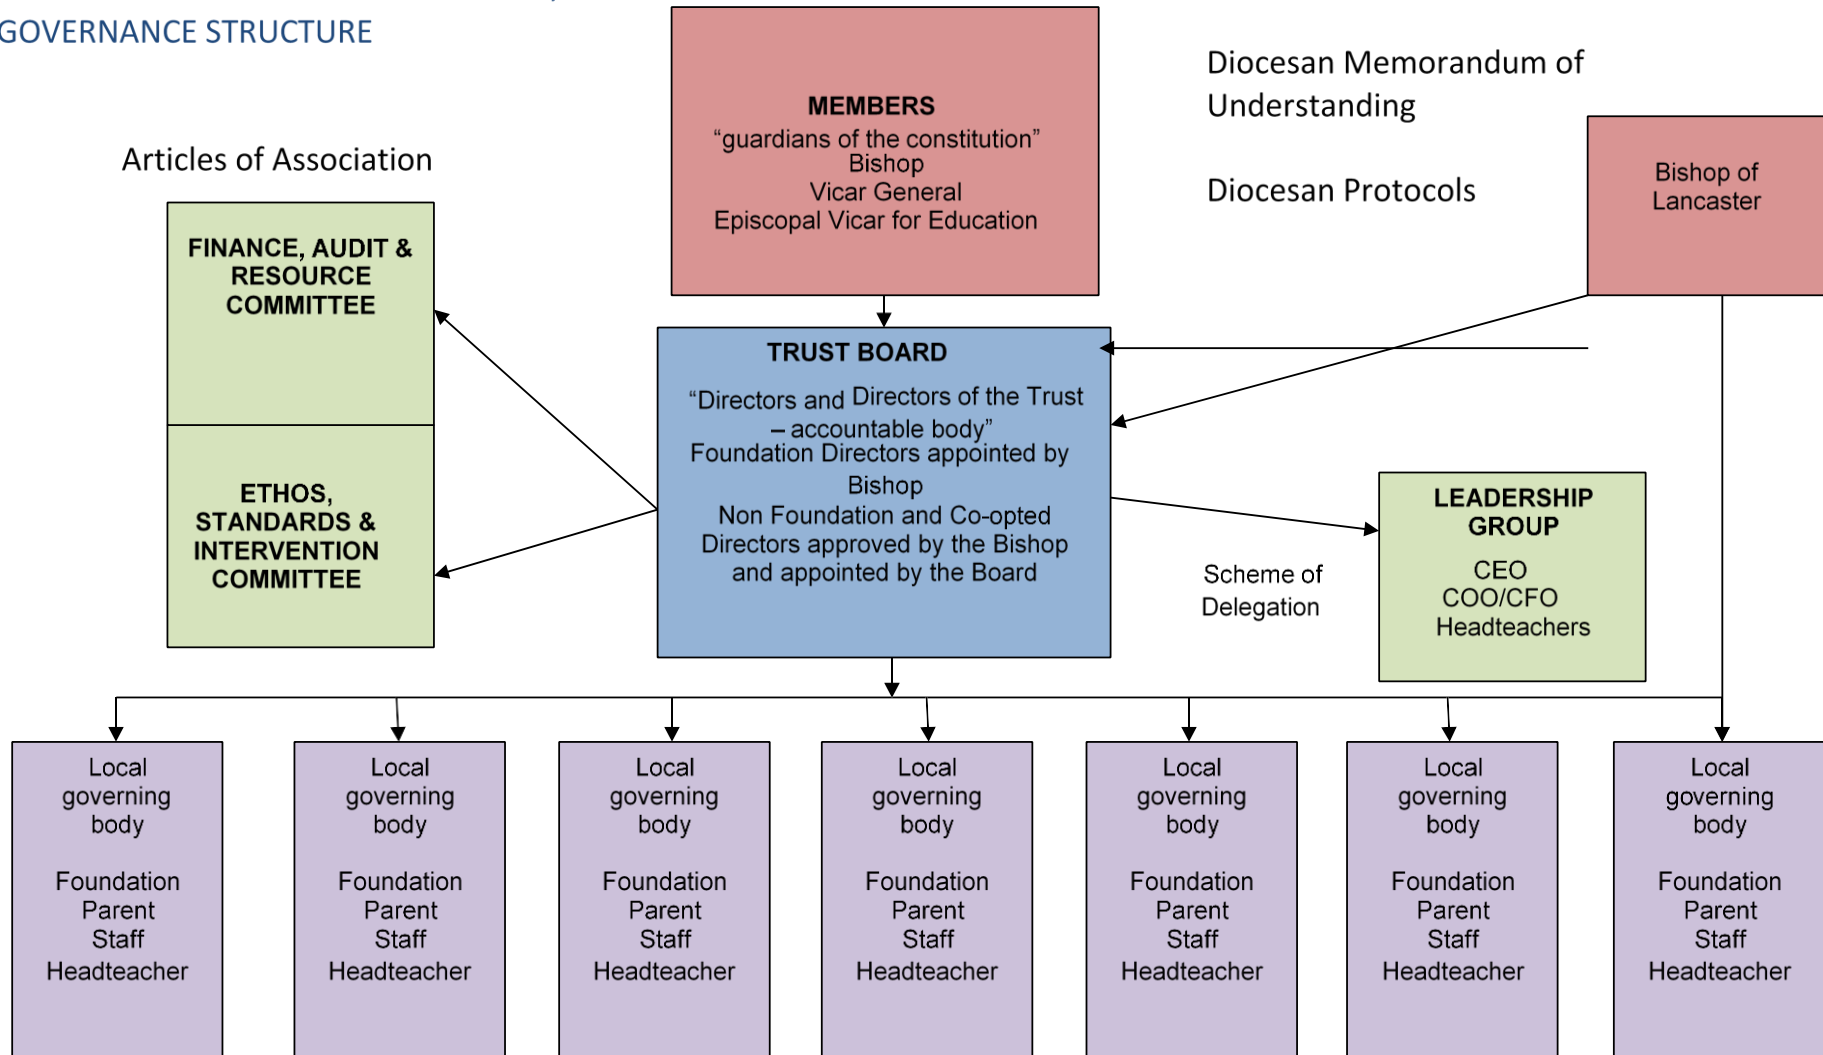 GOVERNANCE STRUCTURE
Articles of Association
MEMBERS
“guardians of the constitution”
Bishop
Vicar General
Episcopal Vicar for Education
Diocesan Memorandum of
Understanding
Diocesan Protocols
Bishop of
Lancaster
FINANCE, AUDIT &
RESOURCE
COMMITTEE
ETHOS,
STANDARDS &
INTERVENTION
COMMITTEE
TRUST BOARD
“Directors and Directors of the Trust
– accountable body”
Foundation Directors appointed by
Bishop
Non Foundation and Co-opted
Directors approved by the Bishop
and appointed by the Board
Scheme of
Delegation
LEADERSHIP
GROUP
CEO
COO/CFO
Headteachers
Local
governing
body
Foundation
Parent
Staff
Headteacher
Local
governing
body
Foundation
Parent
Staff
Headteacher
Local
governing
body
Foundation
Parent
Staff
Headteacher
Local
governing
body
Foundation
Parent
Staff
Headteacher
Local
governing
body
Foundation
Parent
Staff
Headteacher
Local
governing
body
Foundation
Parent
Staff
Headteacher
Local
governing
body
Foundation
Parent
Staff
Headteacher